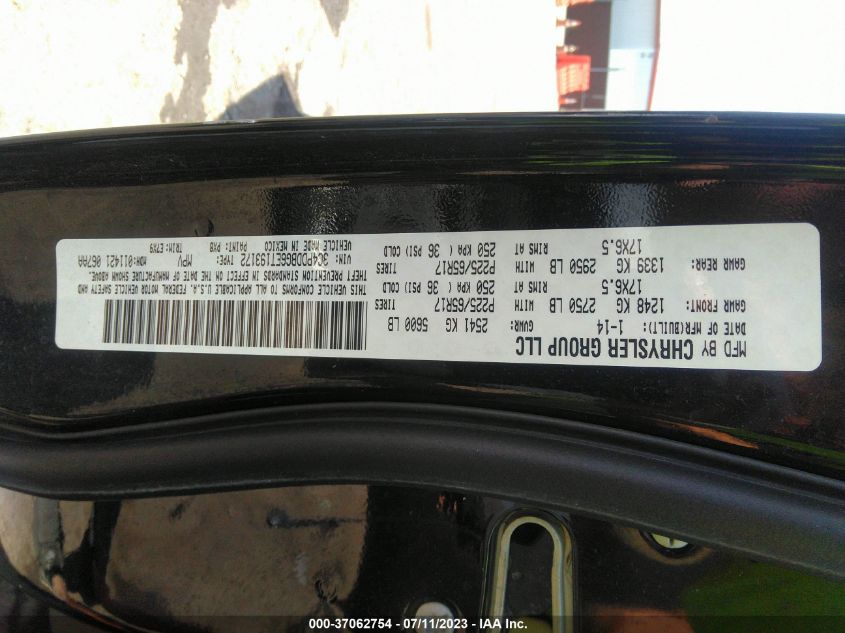 MFD BY CHRYSLER GROUP LLC
DATE OF MFR(BUILT): 1-14 GWR: 2541 KG 5600 LB
GAWR FRONT: 1248 KG 2750 LB WITH P225/65R17 TIRES
17X6.5 RIMS AT 250 KPA ( 36 PSI) COLD
GAWR REAR: 1339 KG 2950 LB WITH P225/65R17 TIRES
17X6.5 RIMS AT 250 KPA ( 36 PSI) COLD
THIS VEHICLE CONFORMS TO ALL APPLICABLE U.S.A. FEDERAL MOTOR VEHICLE SAFETY AND
THEFT PREVENTION STANDARDS IN EFFECT ON THE DATE OF MANUFACTURE SHOWN ABOVE.
VIN: 3C4PDDBG6ET193172 TYPE: MPV MDH:011421 067AA
VEHICLE MADE IN MEXICO PAINT: PX8 TRIM:E7X9
000-37062754 - 07/11/2023 - IAA Inc.